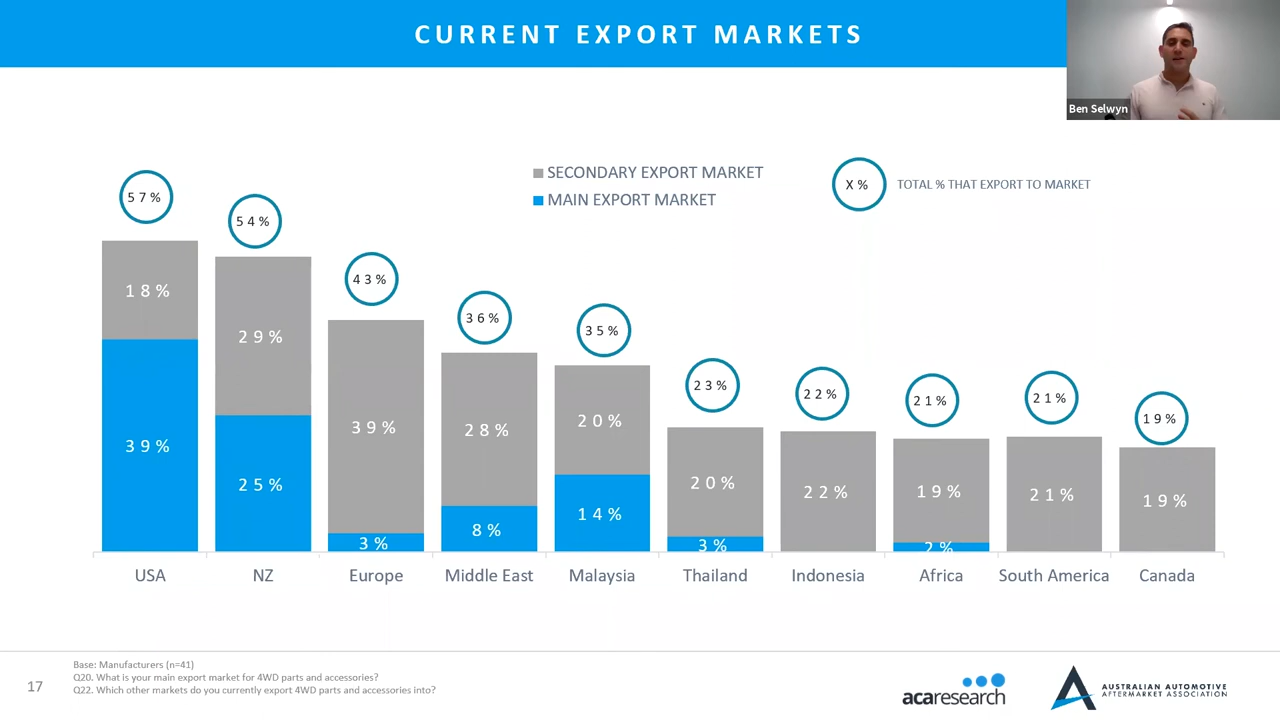 CURRENT EXPORT MARKETS
Ben Selwyn
SECONDARY EXPORT MARKET
MAIN EXPORT MARKET
X%
TOTAL % THAT EXPORT TO MARKET
57%
54%
43%
36%
35%
23%
22%
21%
21%
19%
18%
29%
39%
28%
20%
20%
22%
19%
21%
19%
39%
25%
3%
8%
14%
3%
2%
USA
NZ
Europe
Middle East
Malaysia
Thailand
Indonesia
Africa
South America
Canada
17
Base: Manufacturers (n=41)
Q20. What is your main export market for 4WD parts and accessories?
Q22. Which other markets do you currently export 4WD parts and accessories into?
acaresearch
AUSTRALIAN AUTOMOTIVE
AFTERMARKET ASSOCIATION